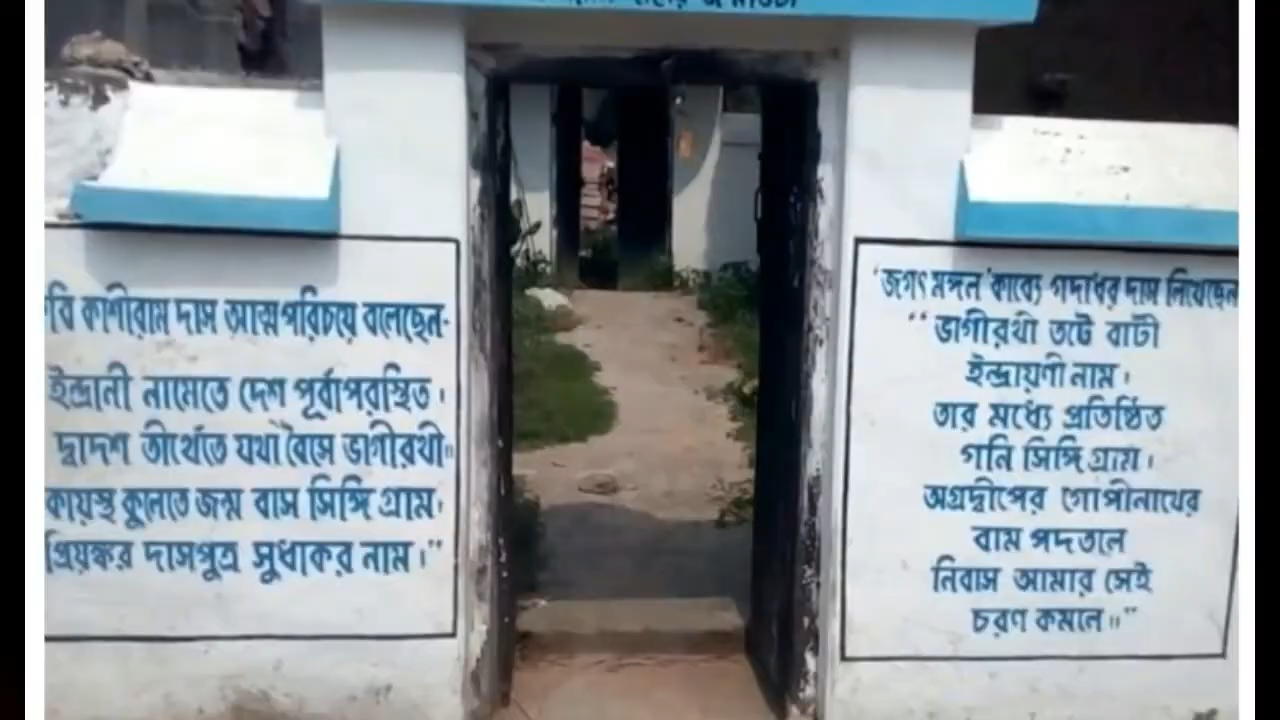 বি কাশীরাম দাস আত্মপরিচয়ে বলেছেন-
ইন্দ্রানী নামেতে দেশ পূর্বাপরস্থিত।
দ্বাদশ তীর্থেতে যথা বৈসে ভাগীরথী॥
কায়স্থ কুলেতে জন্ম বাস সিঙ্গি গ্রাম।
প্রিয়ঙ্কর দাসপুত্র সুধাকর নাম।"
'জগৎ মঙ্গল' কাব্যে গদাধর দাস লিখেছেন
"ভাগীরথী তটে বাটী
ইন্দ্রায়ণী নাম।
তার মধ্যে প্রতিষ্ঠিত
গনি সিঙ্গি গ্রাম।
অগ্রদ্বীপের গোপীনাথের
বাম পদতলে
নিবাস আমার সেই
চরণ কমলে॥"